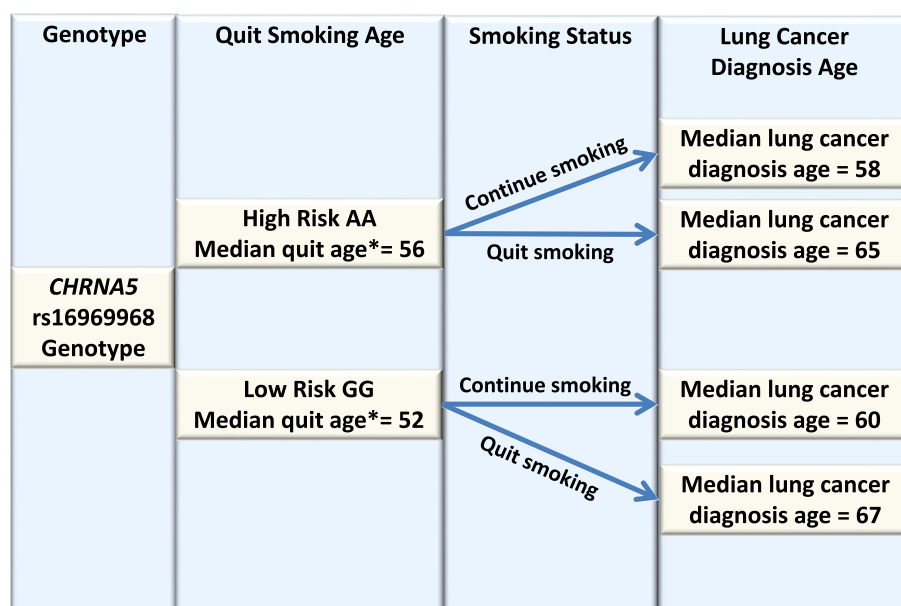 Genotype
Quit Smoking Age
Smoking Status
Lung Cancer
Diagnosis Age
CHRNA5
rs16969968
Genotype
High Risk AA
Median quit age*= 56
Continue smoking
Median lung cancer
diagnosis age = 58
Quit smoking
Median lung cancer
diagnosis age = 65
Low Risk GG
Median quit age*= 52
Continue smoking
Median lung cancer
diagnosis age = 60
Quit smoking
Median lung cancer
diagnosis age = 67